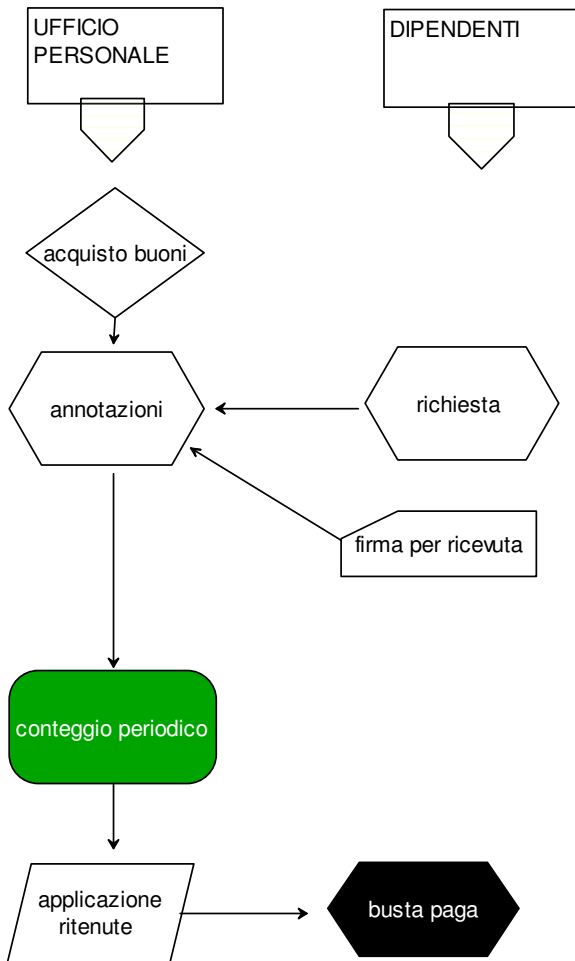 UFFICIO
PERSONALE
DIPENDENTI
acquisto buoni
annotazioni
richiesta
firma per ricevuta
conteggio periodico
applicazione
ritenute
busta paga